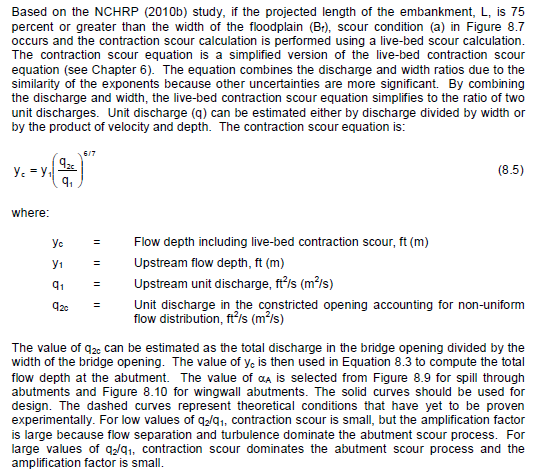 Based on the NCHRP (2010b) study, if the projected length of the embankment, L, is 75
percent or greater than the width of the floodplain (Bf), scour condition (a) in Figure 8.7
occurs and the contraction scour calculation is performed using a live-bed scour calculation.
The contraction scour equation is a simplified version of the live-bed contraction scour
equation (see Chapter 6). The equation combines the discharge and width ratios due to the
similarity of the exponents because other uncertainties are more significant. By combining
the discharge and width, the live-bed contraction scour equation simplifies to the ratio of two
unit discharges. Unit discharge (q) can be estimated either by discharge divided by width or
by the product of velocity and depth. The contraction scour equation is:
yc = y1(q2c/q1)^6/7 (8.5)
where:
yc = Flow depth including live-bed contraction scour, ft (m)
y1 = Upstream flow depth, ft (m)
q1 = Upstream unit discharge, ft²/s (m²/s)
q2c = Unit discharge in the constricted opening accounting for non-uniform
flow distribution, ft²/s (m²/s)
The value of q2c can be estimated as the total discharge in the bridge opening divided by the
width of the bridge opening. The value of yc is then used in Equation 8.3 to compute the total
flow depth at the abutment. The value of αA is selected from Figure 8.9 for spill through
abutments and Figure 8.10 for wingwall abutments. The solid curves should be used for
design. The dashed curves represent theoretical conditions that have yet to be proven
experimentally. For low values of q2/q1, contraction scour is small, but the amplification factor
is large because flow separation and turbulence dominate the abutment scour process. For
large values of q2/q1, contraction scour dominates the abutment scour process and the
amplification factor is small.